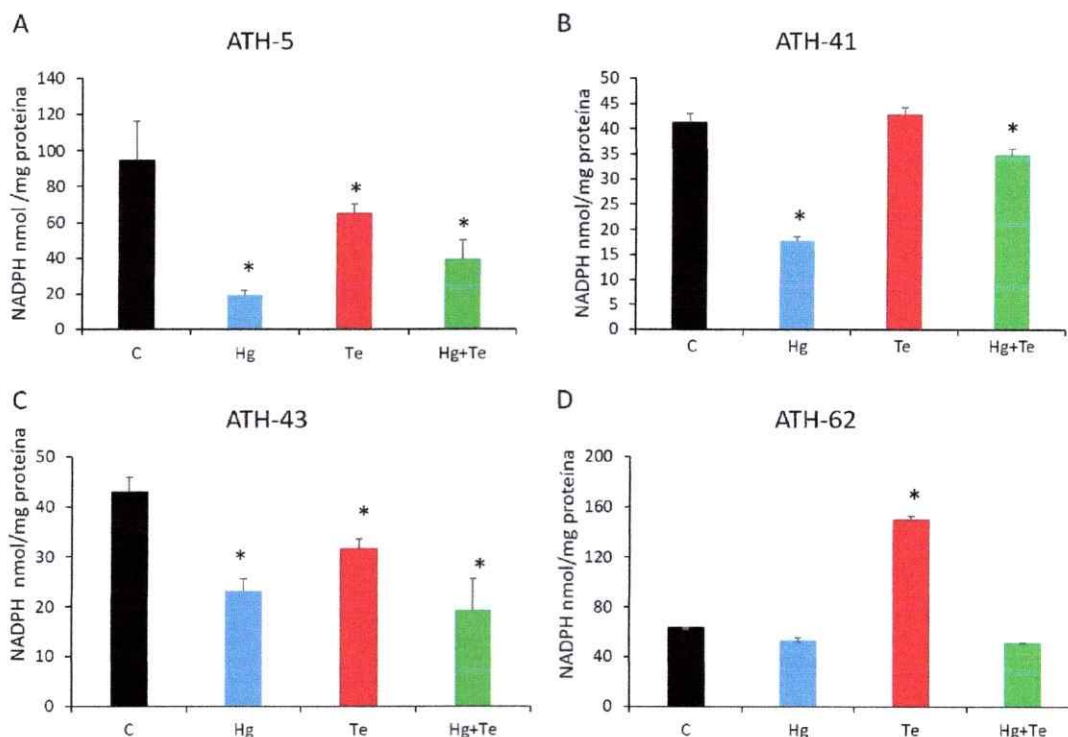 A
ATH-5
NADPH nmol /mg proteína
140
120
100
80
60
40
20
0
*
*
*
C Hg Te Hg+Te
B
ATH-41
NADPH nmol/mg proteína
50
45
40
35
30
25
20
15
10
5
0
*
*
C Hg Te Hg+Te
C
ATH-43
NADPH nmol/mg proteína
50
40
30
20
10
0
*
*
*
C Hg Te Hg+Te
D
ATH-62
NADPH nmol/mg proteína
200
160
120
80
40
0
*
C Hg Te Hg+Te